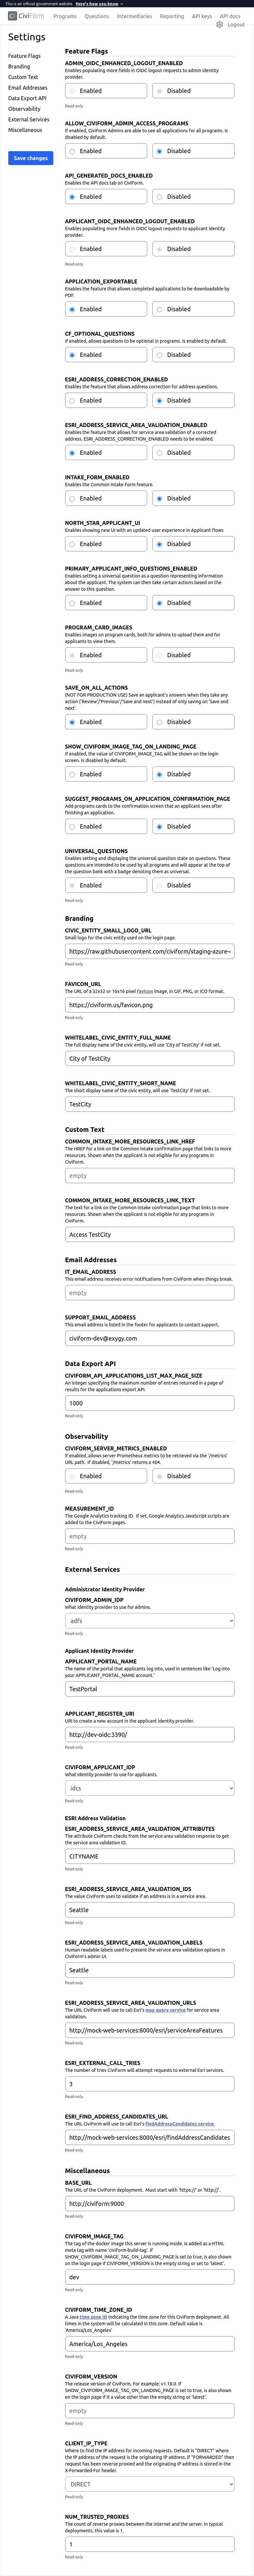 This is an official government website. Here's how you know
CiviForm Programs Questions Intermediaries Reporting API keys API docs
Logout
Settings
Feature Flags
Branding
Custom Text
Email Addresses
Data Export API
Observability
External Services
Miscellaneous
Save changes
Feature Flags
ADMIN_OIDC_ENHANCED_LOGOUT_ENABLED
Enables populating more fields in OIDC logout requests to admin identity
provider.
Enabled Disabled
Read-only
ALLOW_CIVIFORM_ADMIN_ACCESS_PROGRAMS
If enabled, CiviForm Admins are able to see all applications for all programs. Is
disabled by default.
Enabled Disabled
API_GENERATED_DOCS_ENABLED
Enables the API docs tab on CiviForm.
Enabled Disabled
APPLICANT_OIDC_ENHANCED_LOGOUT_ENABLED
Enables populating more fields in OIDC logout requests to applicant identity
provider.
Enabled Disabled
Read-only
APPLICATION_EXPORTABLE
Enables the feature that allows completed applications to be downloadable by
PDF.
Enabled Disabled
CF_OPTIONAL_QUESTIONS
If enabled, allows questions to be optional in programs. Is enabled by default.
Enabled Disabled
ESRI_ADDRESS_CORRECTION_ENABLED
Enables the feature that allows address correction for address questions.
Enabled Disabled
ESRI_ADDRESS_SERVICE_AREA_VALIDATION_ENABLED
Enables the feature that allows for service area validation of a corrected
address. ESRI_ADDRESS_CORRECTION_ENABLED needs to be enabled.
Enabled Disabled
INTAKE_FORM_ENABLED
Enables the Common Intake Form feature.
Enabled Disabled
NORTH_STAR_APPLICANT_UI
Enables showing new UI with an updated user experience in Applicant flows
Enabled Disabled
PRIMARY_APPLICANT_INFO_QUESTIONS_ENABLED
Enables setting a universal question as a question representing information
about the applicant. The system can then take certain actions based on the
answer to this question.
Enabled Disabled
PROGRAM_CARD_IMAGES
Enables images on program cards, both for admins to upload them and for
applicants to view them.
Enabled Disabled
Read-only
SAVE_ON_ALL_ACTIONS
(NOT FOR PRODUCTION USE) Save an applicant's answers when they take any
action ('Review'/'Previous'/'Save and next') instead of only saving on 'Save and
next'.
Enabled Disabled
SHOW_CIVIFORM_IMAGE_TAG_ON_LANDING_PAGE
If enabled, the value of CIVIFORM_IMAGE_TAG will be shown on the login
screen. Is disabled by default.
Enabled Disabled
SUGGEST_PROGRAMS_ON_APPLICATION_CONFIRMATION_PAGE
Add programs cards to the confirmation screen that an applicant sees after
finishing an application.
Enabled Disabled
UNIVERSAL_QUESTIONS
Enables setting and displaying the universal question state on questions. These
questions are intended to be used by all programs and will appear at the top of
the question bank with a badge denoting them as universal.
Enabled Disabled
Read-only
Branding
CIVIC_ENTITY_SMALL_LOGO_URL
Small logo for the civic entity used on the login page.
https://raw.githubusercontent.com/civiform/staging-azure-
Read-only
FAVICON_URL
The URL of a 32x32 or 16x16 pixel favicon image, in GIF, PNG, or ICO format.
https://civiform.us/favicon.png
Read-only
WHITELABEL_CIVIC_ENTITY_FULL_NAME
The full display name of the civic entity, will use 'City of TestCity' if not set.
City of TestCity
WHITELABEL_CIVIC_ENTITY_SHORT_NAME
The short display name of the civic entity, will use 'TestCity' if not set.
TestCity
Custom Text
COMMON_INTAKE_MORE_RESOURCES_LINK_HREF
The HREF for a link on the Common Intake confirmation page that links to more
resources. Shown when the applicant is not eligible for any programs in
CiviForm.
empty
COMMON_INTAKE_MORE_RESOURCES_LINK_TEXT
The text for a link on the Common Intake confirmation page that links to more
resources. Shown when the applicant is not eligible for any programs in
CiviForm.
Access TestCity
Email Addresses
IT_EMAIL_ADDRESS
This email address receives error notifications from CiviForm when things break.
empty
SUPPORT_EMAIL_ADDRESS
This email address is listed in the footer for applicants to contact support.
civiform-dev@exygy.com
Data Export API
CIVIFORM_API_APPLICATIONS_LIST_MAX_PAGE_SIZE
An integer specifying the maximum number of entries returned in a page of
results for the applications export API.
1000
Read-only
Observability
CIVIFORM_SERVER_METRICS_ENABLED
If enabled, allows server Prometheus metrics to be retrieved via the '/metrics'
URL path. If disabled, '/metrics' returns a 404.
Enabled Disabled
Read-only
MEASUREMENT_ID
The Google Analytics tracking ID. If set, Google Analytics JavaScript scripts are
added to the CiviForm pages.
empty
Read-only
External Services
Administrator Identity Provider
CIVIFORM_ADMIN_IDP
What identity provider to use for admins.
adfs
Read-only
Applicant Identity Provider
APPLICANT_PORTAL_NAME
The name of the portal that applicants log into, used in sentences like 'Log into
your APPLICANT_PORTAL_NAME account.'
TestPortal
APPLICANT_REGISTER_URI
URI to create a new account in the applicant identity provider.
http://dev-oidc:3390/
Read-only
CIVIFORM_APPLICANT_IDP
What identity provider to use for applicants.
idcs
Read-only
ESRI Address Validation
ESRI_ADDRESS_SERVICE_AREA_VALIDATION_ATTRIBUTES
The attribute CiviForm checks from the service area validation response to get
the service area validation ID.
CITYNAME
Read-only
ESRI_ADDRESS_SERVICE_AREA_VALIDATION_IDS
The value CiviForm uses to validate if an address is in a service area.
Seattle
Read-only
ESRI_ADDRESS_SERVICE_AREA_VALIDATION_LABELS
Human readable labels used to present the service area validation options in
CiviForm's admin UI.
Seattle
Read-only
ESRI_ADDRESS_SERVICE_AREA_VALIDATION_URLS
The URL CiviForm will use to call Esri's map query service for service area
validation.
http://mock-web-services:8000/esri/serviceAreaFeatures
Read-only
ESRI_EXTERNAL_CALL_TRIES
The number of tries CiviForm will attempt requests to external Esri services.
3
Read-only
ESRI_FIND_ADDRESS_CANDIDATES_URL
The URL CiviForm will use to call Esri's findAddressCandidates service.
http://mock-web-services:8000/esri/findAddressCandidates
Read-only
Miscellaneous
BASE_URL
The URL of the CiviForm deployment. Must start with 'https://' or 'http://'.
http://civiform:9000
Read-only
CIVIFORM_IMAGE_TAG
The tag of the docker image this server is running inside. Is added as a HTML
meta tag with name 'civiform-build-tag'. If
SHOW_CIVIFORM_IMAGE_TAG_ON_LANDING_PAGE is set to true, is also shown
on the login page if CIVIFORM_VERSION is the empty string or set to 'latest'.
dev
Read-only
CIVIFORM_TIME_ZONE_ID
A Java time zone ID indicating the time zone for this CiviForm deployment. All
times in the system will be calculated in this zone. Default value is
'America/Los_Angeles'
America/Los_Angeles
Read-only
CIVIFORM_VERSION
The release version of CiviForm. For example: v1.18.0. If
SHOW_CIVIFORM_IMAGE_TAG_ON_LANDING_PAGE is set to true, is also shown
on the login page if it a value other the empty string or 'latest'.
empty
Read-only
CLIENT_IP_TYPE
Where to find the IP address for incoming requests. Default is "DIRECT" where
the IP address of the request is the originating IP address. If "FORWARDED" then
request has been reverse proxied and the originating IP address is stored in the
X-Forwarded-For header.
DIRECT
Read-only
NUM_TRUSTED_PROXIES
The count of reverse proxies between the internet and the server. In typical
deployments, this value is 1.
1
Read-only